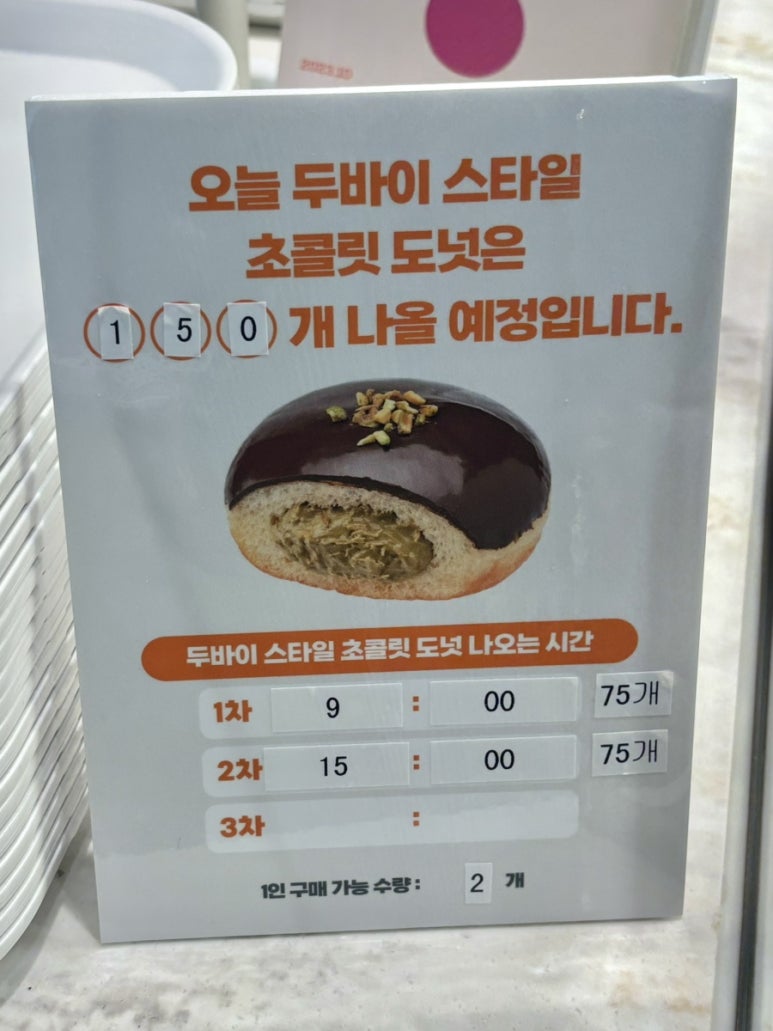 오늘 두바이 스타일
초콜릿 도넛은
150개 나올 예정입니다.
두바이 스타일 초콜릿 도넛 나오는 시간
1차 9 : 00 75개
2차 15 : 00 75개
3차 :
1인 구매 가능 수량 : 2 개